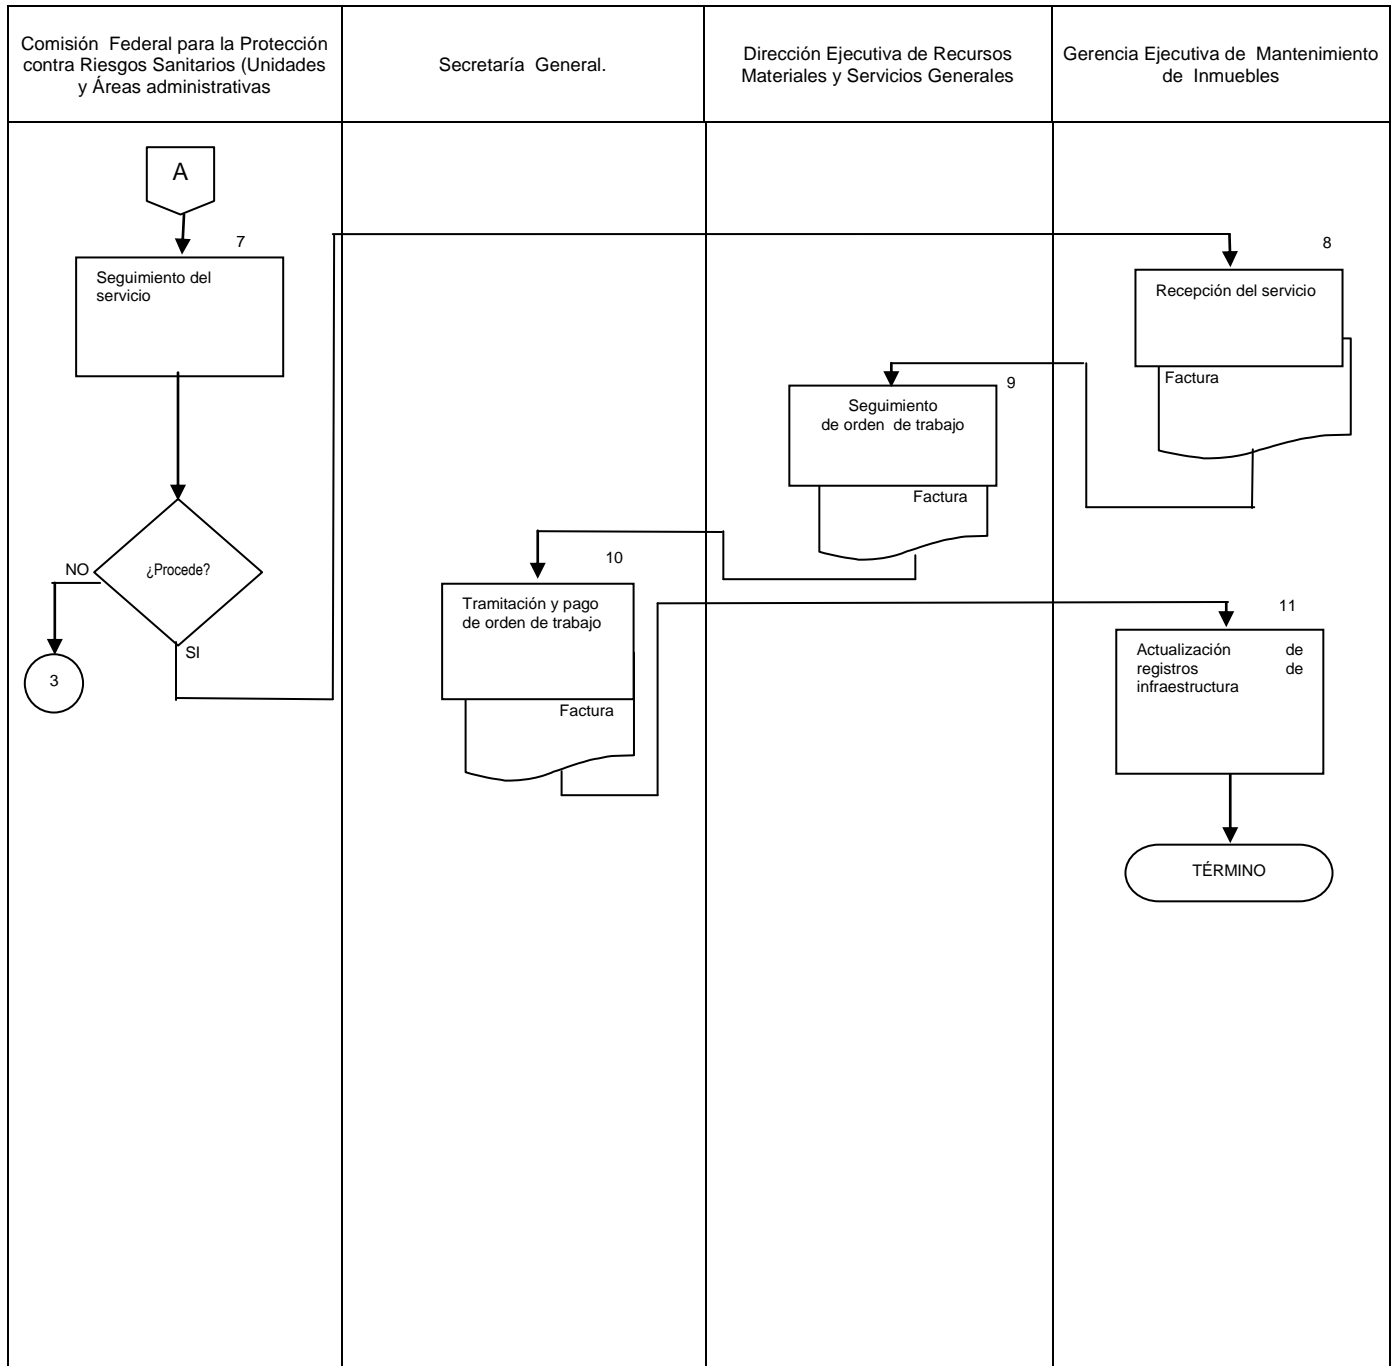 Comisión Federal para la Protección
contra Riesgos Sanitarios (Unidades
y Áreas administrativas
Secretaría General.
Dirección Ejecutiva de Recursos
Materiales y Servicios Generales
Gerencia Ejecutiva de Mantenimiento
de Inmuebles
A
7
Seguimiento del
servicio
¿Procede?
NO
SI
3
8
Recepción del servicio
Factura
9
Seguimiento
de orden de trabajo
Factura
10
Tramitación y pago
de orden de trabajo
Factura
11
Actualización de
registros de
infraestructura
TÉRMINO